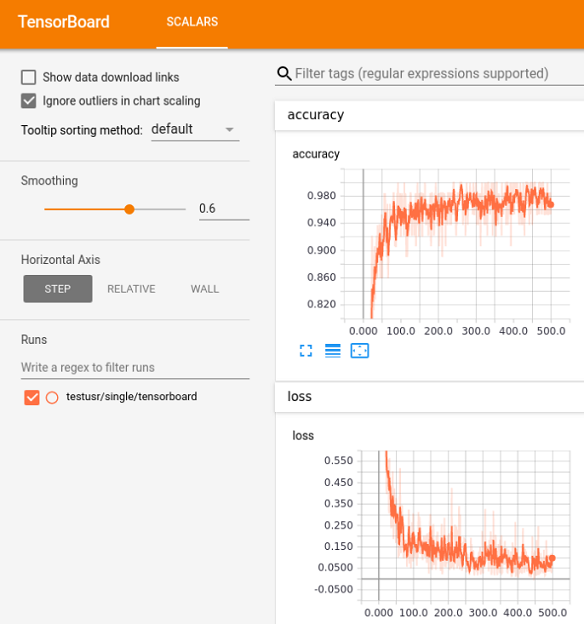 TensorBoard
SCALARS
Show data download links
Ignore outliers in chart scaling
Tooltip sorting method: default
Smoothing
0.6
Horizontal Axis
STEP RELATIVE WALL
Runs
Write a regex to filter runs
testusr/single/tensorboard
Filter tags (regular expressions supported)
accuracy
accuracy
0.980
0.940
0.900
0.860
0.820
0.000 100.0 200.0 300.0 400.0 500.0
loss
loss
0.550
0.450
0.350
0.250
0.150
0.0500
-0.0500
0.000 100.0 200.0 300.0 400.0 500.0